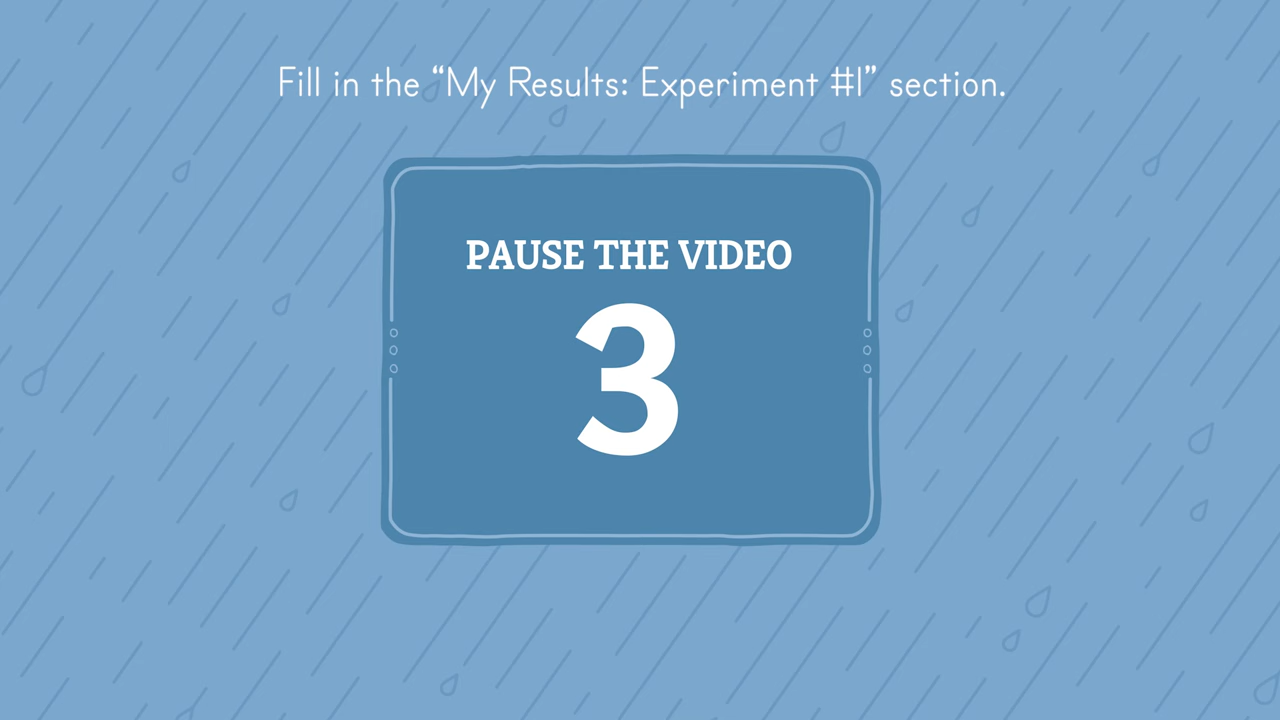 Fill in the “My Results: Experiment #1” section.
PAUSE THE VIDEO
3